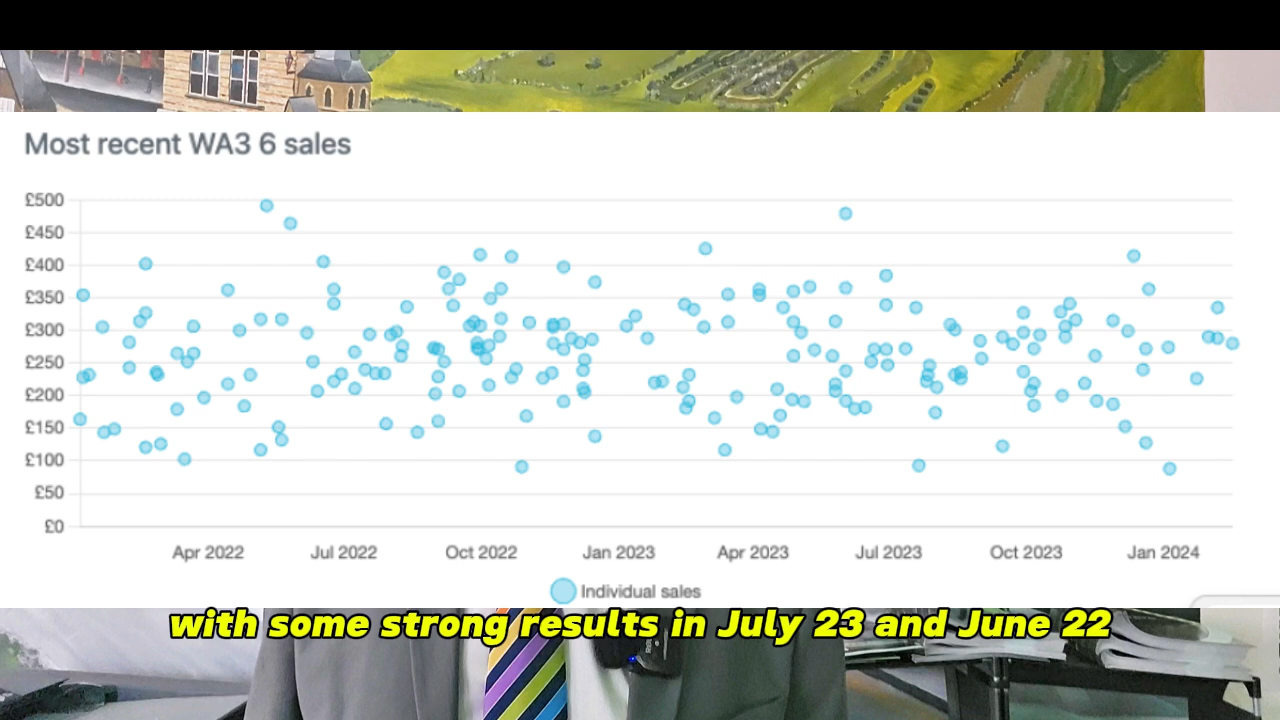 Most recent WA3 6 sales
£500
£450
£400
£350
£300
£250
£200
£150
£100
£50
£0
Apr 2022 Jul 2022 Oct 2022 Jan 2023 Apr 2023 Jul 2023 Oct 2023 Jan 2024
Individual sales
with some strong results in July 23 and June 22